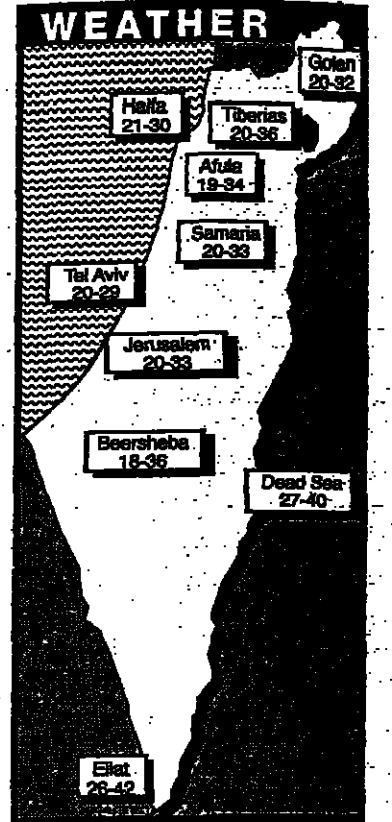 WEATHER
Golan
20-32
Haifa
21-30
Tiberias
20-36
Afula
19-34
Samaria
20-33
Tel Aviv
20-29
Jerusalem
20-33
Beersheba
18-36
Dead Sea
27-40
Eilat
26-42